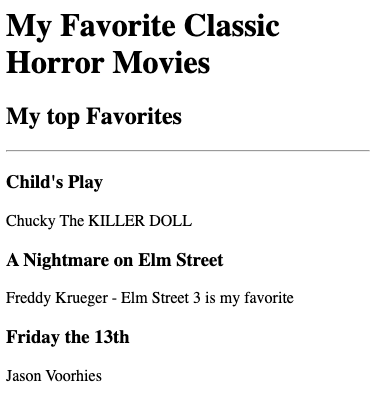 My Favorite Classic
Horror Movies
My top Favorites
Child's Play
Chucky The KILLER DOLL
A Nightmare on Elm Street
Freddy Krueger - Elm Street 3 is my favorite
Friday the 13th
Jason Voorhies